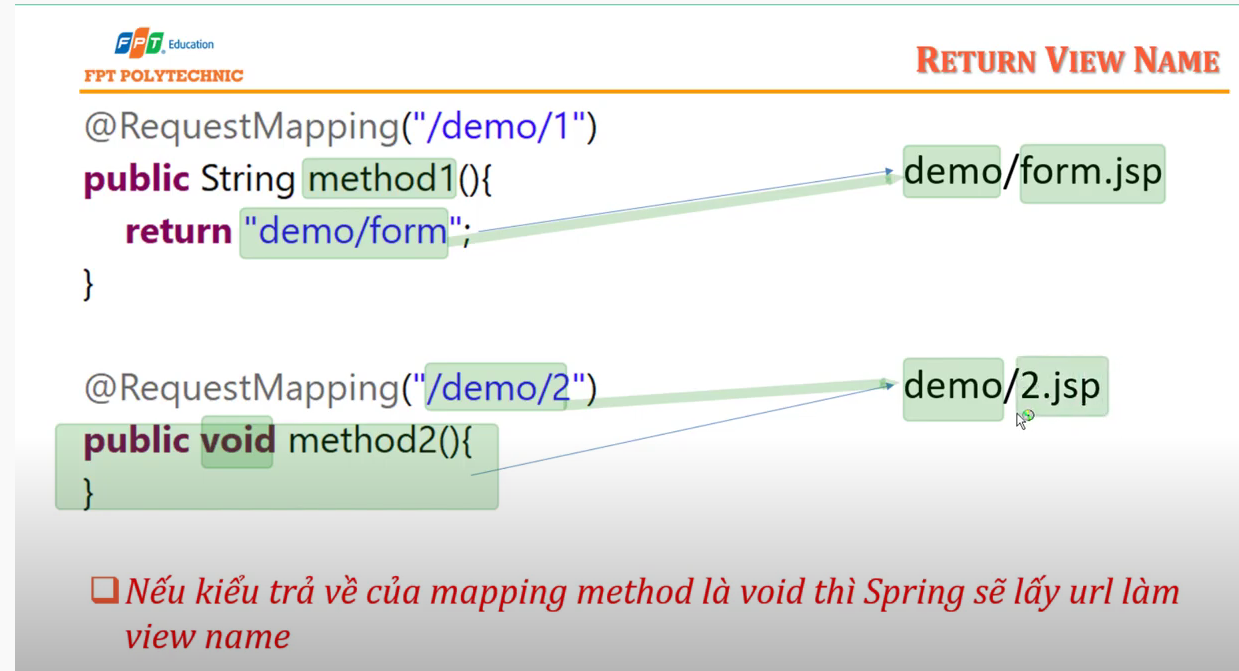 FPT Education
FPT POLYTECHNIC
RETURN VIEW NAME
@RequestMapping("/demo/1")
public String method1(){
return "demo/form";
}
demo/form.jsp
@RequestMapping("/demo/2")
public void method2(){
}
demo/2.jsp
Nếu kiểu trả về của mapping method là void thì Spring sẽ lấy url làm
view name